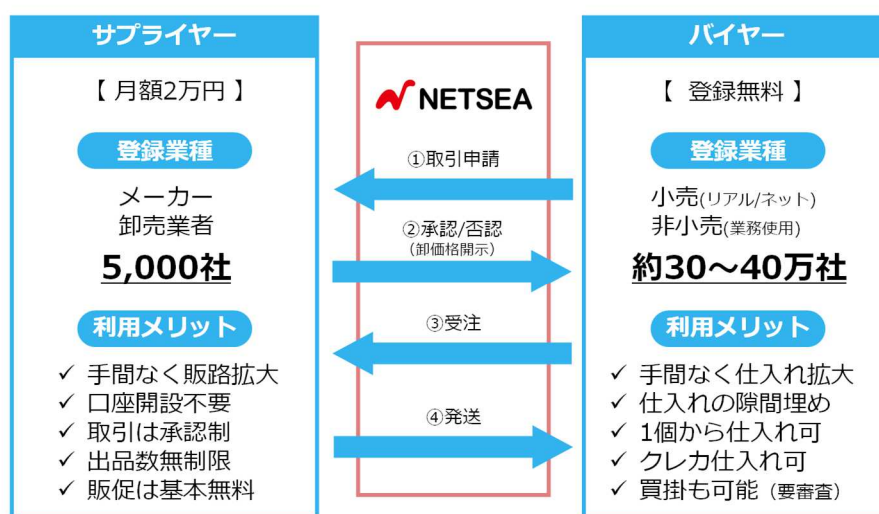 サプライヤー
【 月額2万円 】
登録業種
メーカー
卸売業者
5,000社
利用メリット
✓ 手間なく販路拡大
✓ 口座開設不要
✓ 取引は承認制
✓ 出品数無制限
✓ 販促は基本無料
NETSEA
①取引申請
②承認/否認
(卸価格開示)
③受注
④発送
バイヤー
【 登録無料 】
登録業種
小売(リアル/ネット)
非小売(業務使用)
約30～40万社
利用メリット
✓ 手間なく仕入れ拡大
✓ 仕入れの隙間埋め
✓ 1個から仕入れ可
✓ クレカ仕入れ可
✓ 買掛も可能（要審査）